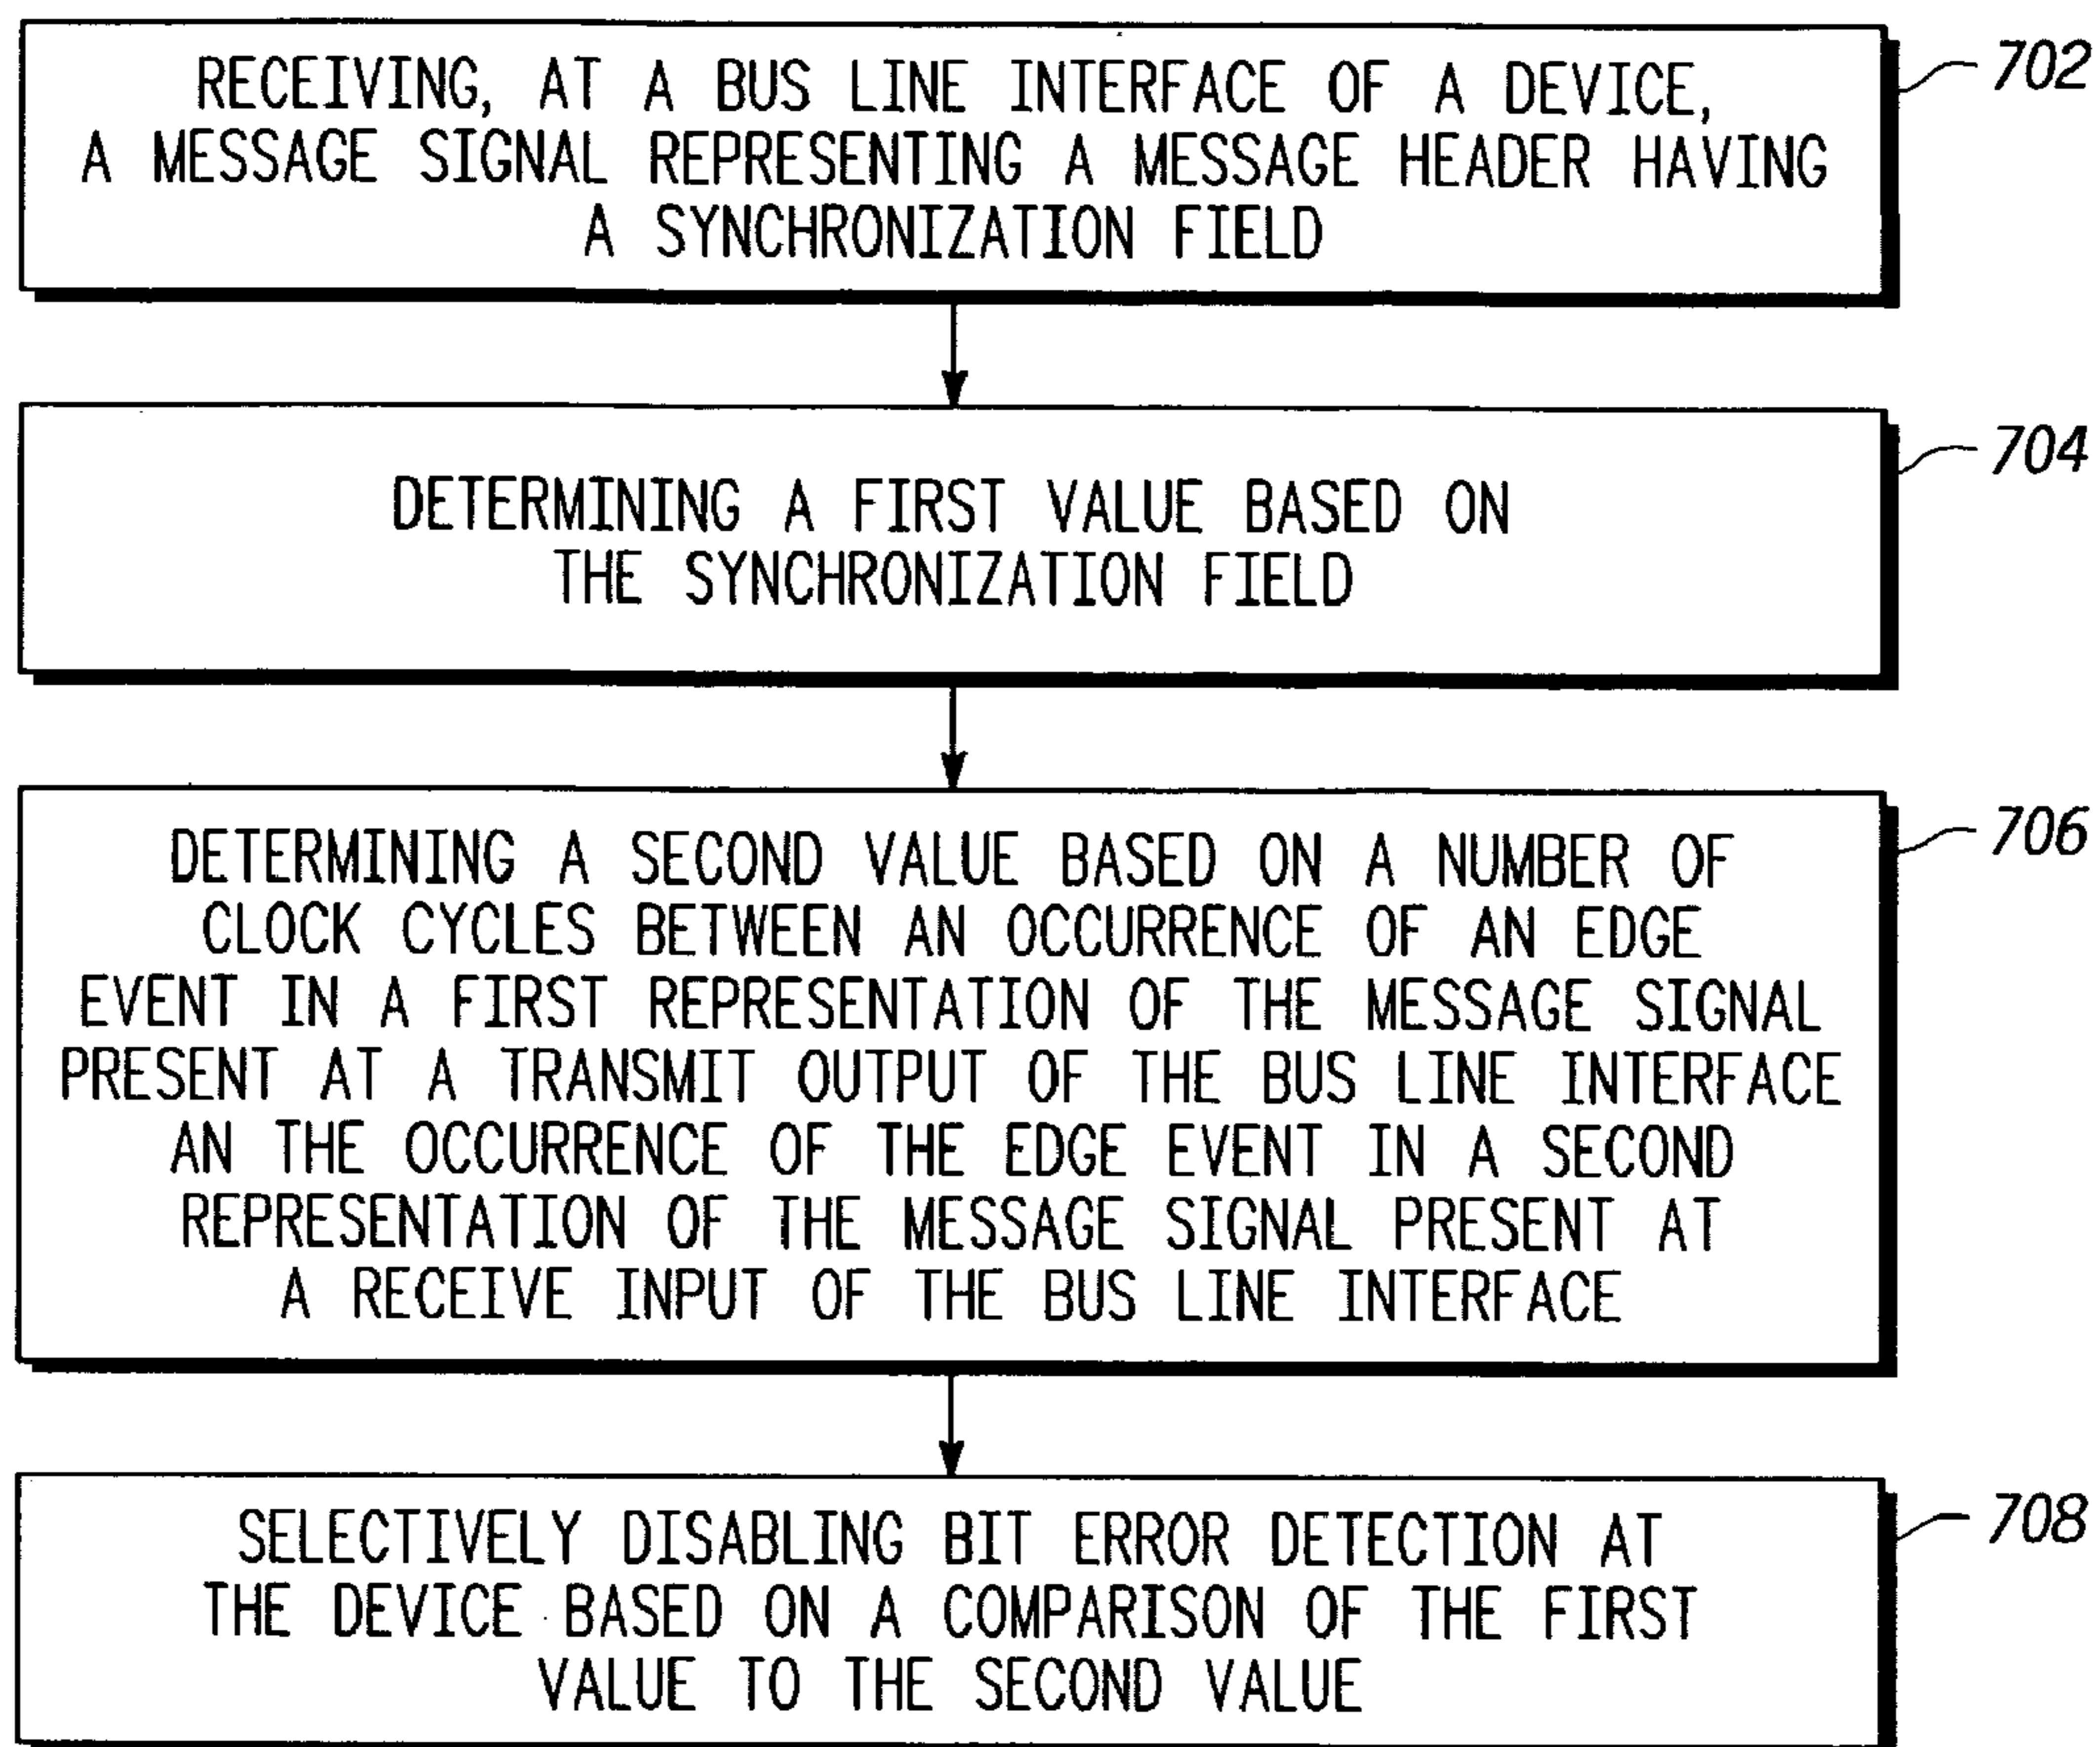 RECEIVING, AT A BUS LINE INTERFACE OF A DEVICE,
A MESSAGE SIGNAL REPRESENTING A MESSAGE HEADER HAVING
A SYNCHRONIZATION FIELD
702
DETERMINING A FIRST VALUE BASED ON
THE SYNCHRONIZATION FIELD
704
DETERMINING A SECOND VALUE BASED ON A NUMBER OF
CLOCK CYCLES BETWEEN AN OCCURRENCE OF AN EDGE
EVENT IN A FIRST REPRESENTATION OF THE MESSAGE SIGNAL
PRESENT AT A TRANSMIT OUTPUT OF THE BUS LINE INTERFACE
AN THE OCCURRENCE OF THE EDGE EVENT IN A SECOND
REPRESENTATION OF THE MESSAGE SIGNAL PRESENT AT
A RECEIVE INPUT OF THE BUS LINE INTERFACE
706
SELECTIVELY DISABLING BIT ERROR DETECTION AT
THE DEVICE BASED ON A COMPARISON OF THE FIRST
VALUE TO THE SECOND VALUE
708